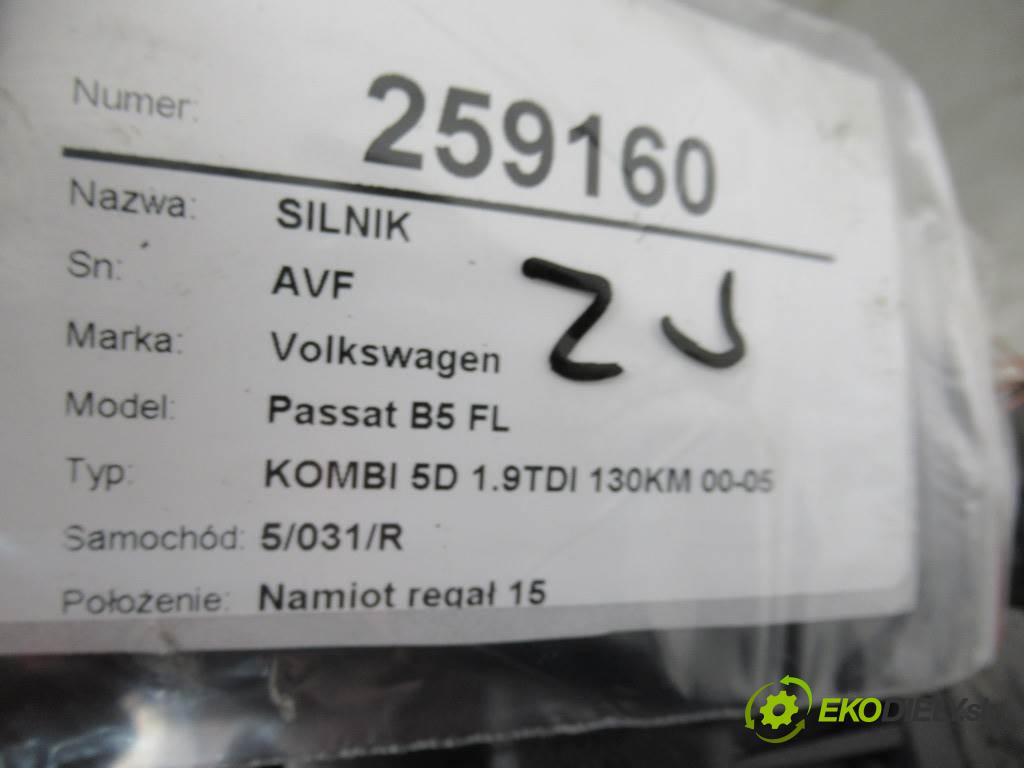 Numer: 259160
Nazwa: SILNIK
Sn: AVF
ZU
Marka: Volkswagen
Model: Passat B5 FL
Typ: KOMBI 5D 1.9TDI 130KM 00-05
Samochód: 5/031/R
Położenie: Namiot regał 15
EKODIELY.sk